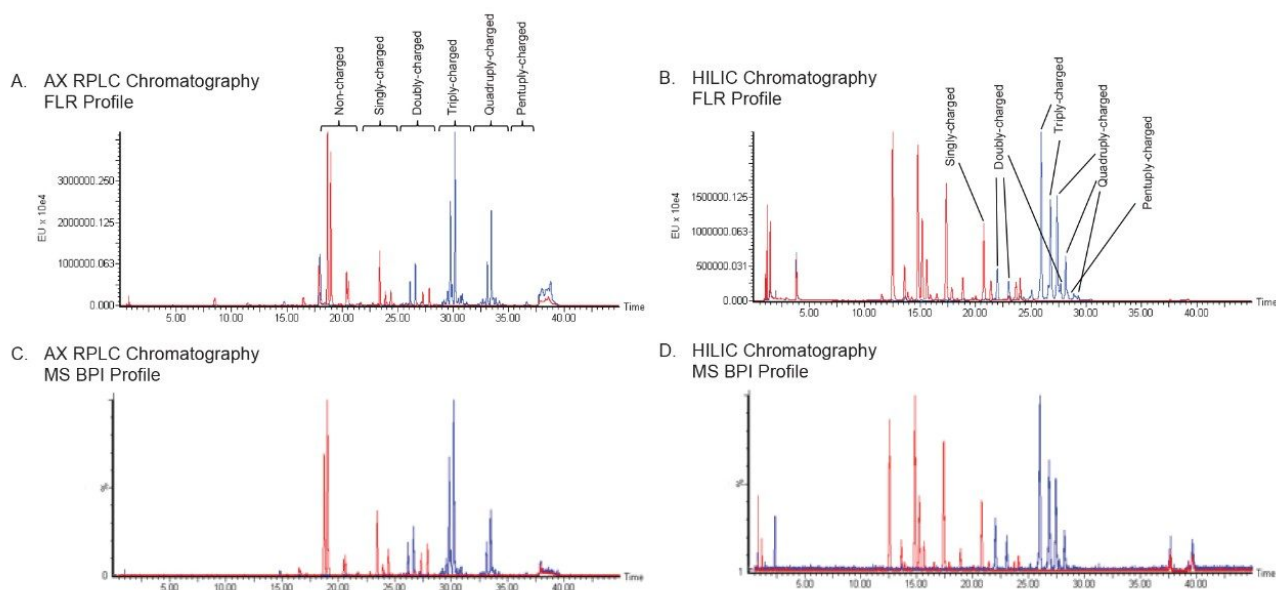 A. AX RPLC Chromatography
FLR Profile
Non-charged
Singly-charged
Doubly-charged
Triply-charged
Quadruply-charged
Pentuply-charged
EU x 10e4
3000000.250
2000000.125
1000000.063
0.000
5.00 10.00 15.00 20.00 25.00 30.00 35.00 40.00 Time
B. HILIC Chromatography
FLR Profile
Singly-charged
Doubly-charged
Triply-charged
Quadruply-charged
Pentuply-charged
EU x 10e4
1500000.125
1000000.063
500000.031
0.000
5.00 10.00 15.00 20.00 25.00 30.00 35.00 40.00 Time
C. AX RPLC Chromatography
MS BPI Profile
%
0
5.00 10.00 15.00 20.00 25.00 30.00 35.00 40.00 Time
D. HILIC Chromatography
MS BPI Profile
%
1
5.00 10.00 15.00 20.00 25.00 30.00 35.00 40.00 Time